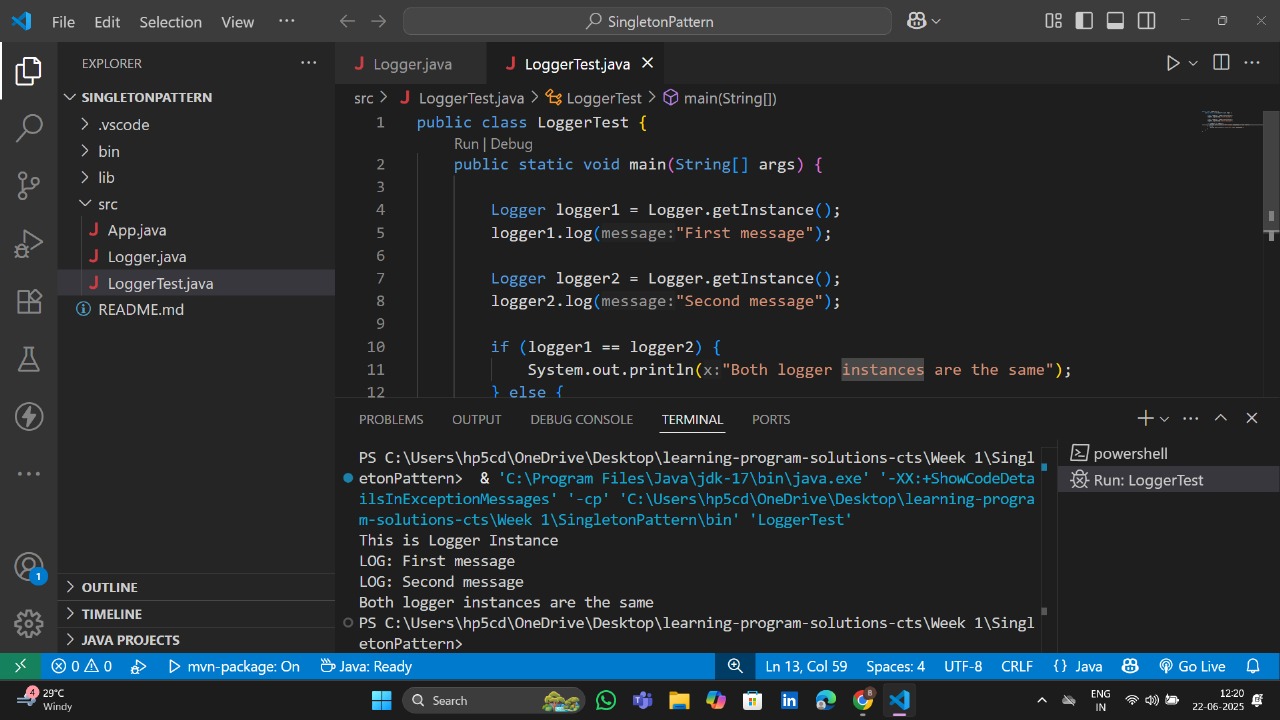 File Edit Selection View ··· SingletonPattern
EXPLORER ···
SINGLETONPATTERN
.vscode
bin
lib
src
App.java
Logger.java
LoggerTest.java
README.md
OUTLINE
TIMELINE
JAVA PROJECTS
1
Logger.java LoggerTest.java
src > LoggerTest.java > LoggerTest > main(String[])
1 public class LoggerTest {
Run | Debug
2 public static void main(String[] args) {
3
4 Logger logger1 = Logger.getInstance();
5 logger1.log(message:"First message");
6
7 Logger logger2 = Logger.getInstance();
8 logger2.log(message:"Second message");
9
10 if (logger1 == logger2) {
11 System.out.println(x:"Both logger instances are the same");
12 } else {
PROBLEMS OUTPUT DEBUG CONSOLE TERMINAL PORTS
PS C:\Users\hp5cd\OneDrive\Desktop\learning-program-solutions-cts\Week 1\Singl
etonPattern> & 'C:\Program Files\Java\jdk-17\bin\java.exe' '-XX:+ShowCodeDeta
ilsInExceptionMessages' '-cp' 'C:\Users\hp5cd\OneDrive\Desktop\learning-progra
m-solutions-cts\Week 1\SingletonPattern\bin' 'LoggerTest'
This is Logger Instance
LOG: First message
LOG: Second message
Both logger instances are the same
PS C:\Users\hp5cd\OneDrive\Desktop\learning-program-solutions-cts\Week 1\Singl
etonPattern>
powershell
Run: LoggerTest
0 0 mvn-package: On Java: Ready Ln 13, Col 59 Spaces: 4 UTF-8 CRLF {} Java Go Live
4 29°C
Windy
Search
8
ENG
IN
12:20
22-06-2025